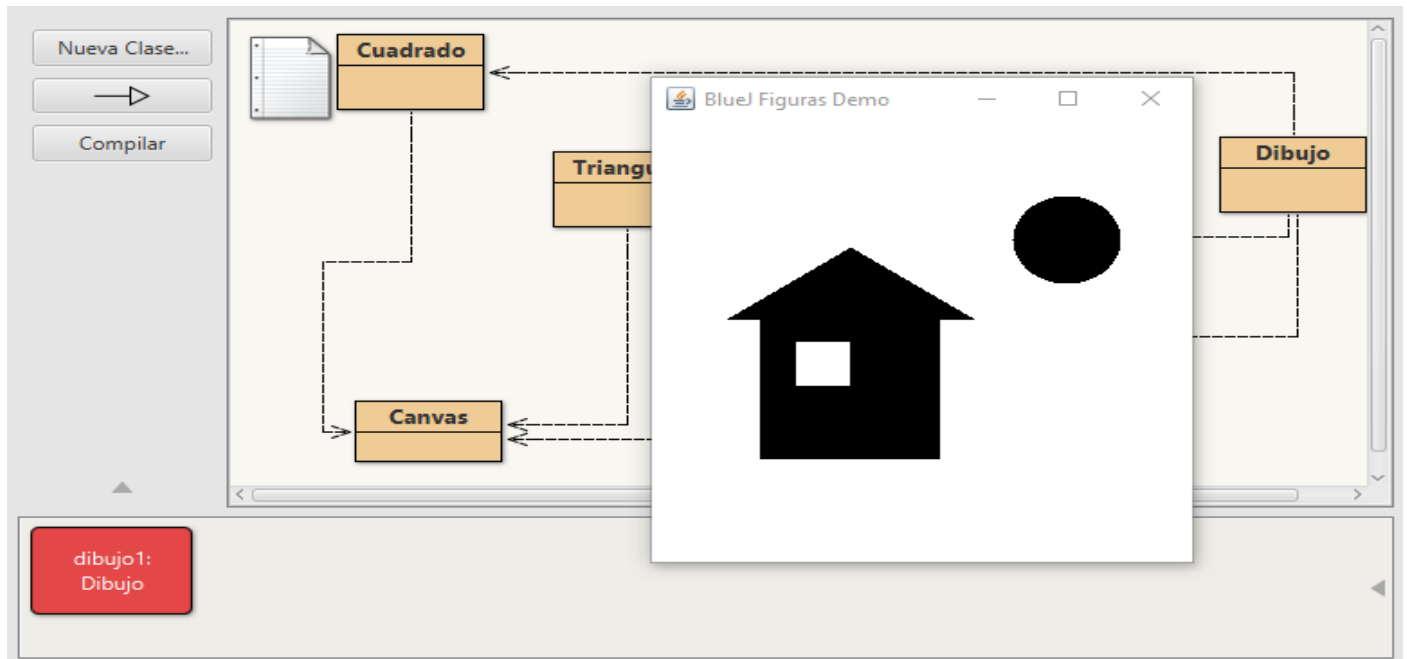 Nueva Clase...
Compilar
Cuadrado
BlueJ Figuras Demo
Triangu
Dibujo
Canvas
dibujo1:
Dibujo